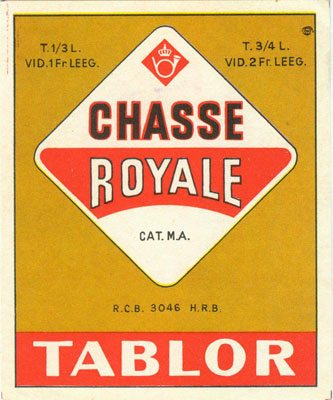 T. 1/3 L.
VID. 1 Fr. LEEG.
T. 3/4 L.
VID. 2 Fr. LEEG.
CHASSE
ROYALE
CAT. M.A.
R.C.B. 3046 H.R.B.
TABLOR